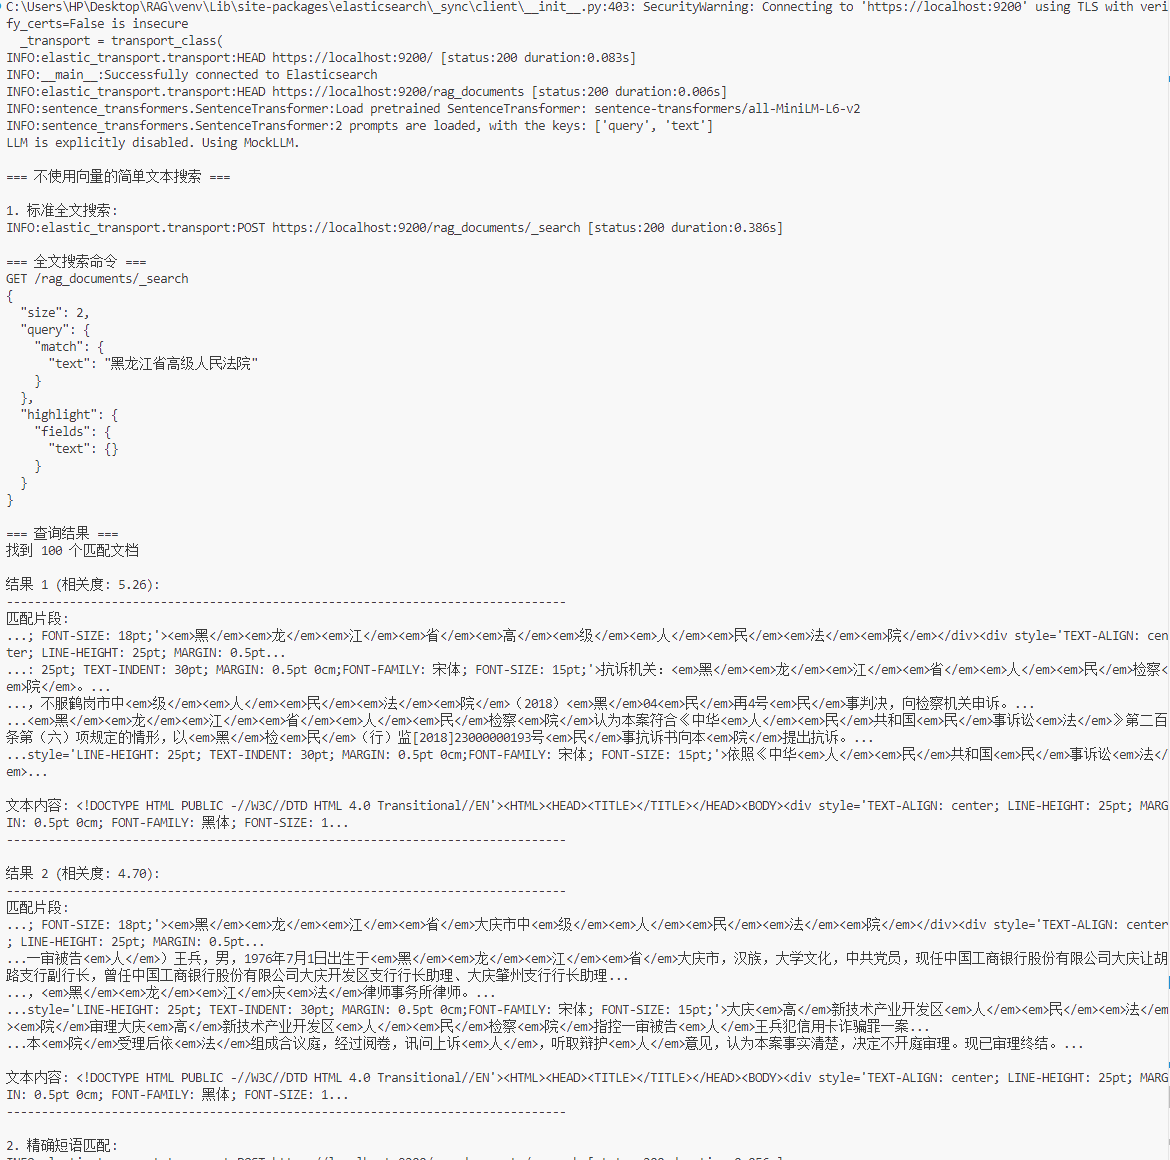 C:\Users\HP\Desktop\RAG\venv\Lib\site-packages\elasticsearch\_sync\client\__init__.py:403: SecurityWarning: Connecting to 'https://localhost:9200' using TLS with veri
fy_certs=False is insecure
  _transport = transport_class(
INFO:elastic_transport.transport:HEAD https://localhost:9200/ [status:200 duration:0.083s]
INFO:__main__:Successfully connected to Elasticsearch
INFO:elastic_transport.transport:HEAD https://localhost:9200/rag_documents [status:200 duration:0.006s]
INFO:sentence_transformers.SentenceTransformer:Load pretrained SentenceTransformer: sentence-transformers/all-MiniLM-L6-v2
INFO:sentence_transformers.SentenceTransformer:2 prompts are loaded, with the keys: ['query', 'text']
LLM is explicitly disabled. Using MockLLM.
=== 不使用向量的简单文本搜索 ===
1. 标准全文搜索:
INFO:elastic_transport.transport:POST https://localhost:9200/rag_documents/_search [status:200 duration:0.386s]
=== 全文搜索命令 ===
GET /rag_documents/_search
{
  "size": 2,
  "query": {
    "match": {
      "text": "黑龙江省高级人民法院"
    }
  },
  "highlight": {
    "fields": {
      "text": {}
    }
  }
}
=== 查询结果 ===
找到 100 个匹配文档
结果 1 (相关度: 5.26):
--------------------------------------------------------------------------------
匹配片段:
...; FONT-SIZE: 18pt;'><em>黑</em><em>龙</em><em>江</em><em>省</em><em>高</em><em>级</em><em>人</em><em>民</em><em>法</em><em>院</em></div><div style='TEXT-ALIGN: cen
ter; LINE-HEIGHT: 25pt; MARGIN: 0.5pt...
...: 25pt; TEXT-INDENT: 30pt; MARGIN: 0.5pt 0cm;FONT-FAMILY: 宋体; FONT-SIZE: 15pt;'>抗诉机关：<em>黑</em><em>龙</em><em>江</em><em>省</em><em>人</em><em>民</em>检察<
em>院</em>。...
...，不服鹤岗市中<em>级</em><em>人</em><em>民</em><em>法</em><em>院</em>（2018）<em>黑</em>04<em>民</em>再4号<em>民</em>事判决，向检察机关申诉。...
...<em>黑</em><em>龙</em><em>江</em><em>省</em><em>人</em><em>民</em>检察<em>院</em>认为本案符合《中华<em>人</em><em>民</em>共和国<em>民</em>事诉讼<em>法</em>》第二百
条第（六）项规定的情形，以<em>黑</em>检<em>民</em>（行）监[2018]23000000193号<em>民</em>事抗诉书向本<em>院</em>提出抗诉。...
...style='LINE-HEIGHT: 25pt; TEXT-INDENT: 30pt; MARGIN: 0.5pt 0cm;FONT-FAMILY: 宋体; FONT-SIZE: 15pt;'>依照《中华<em>人</em><em>民</em>共和国<em>民</em>事诉讼<em>法</
em>...
文本内容: <!DOCTYPE HTML PUBLIC -//W3C//DTD HTML 4.0 Transitional//EN'><HTML><HEAD><TITLE></TITLE></HEAD><BODY><div style='TEXT-ALIGN: center; LINE-HEIGHT: 25pt; MARG
IN: 0.5pt 0cm; FONT-FAMILY: 黑体; FONT-SIZE: 1...
--------------------------------------------------------------------------------
结果 2 (相关度: 4.70):
--------------------------------------------------------------------------------
匹配片段:
...; FONT-SIZE: 18pt;'><em>黑</em><em>龙</em><em>江</em><em>省</em>大庆市中<em>级</em><em>人</em><em>民</em><em>法</em><em>院</em></div><div style='TEXT-ALIGN: center
; LINE-HEIGHT: 25pt; MARGIN: 0.5pt...
...一审被告<em>人</em>）王兵，男，1976年7月1日出生于<em>黑</em><em>龙</em><em>江</em><em>省</em>大庆市，汉族，大学文化，中共党员，现任中国工商银行股份有限公司大庆让胡
路支行副行长，曾任中国工商银行股份有限公司大庆开发区支行行长助理、大庆肇州支行行长助理...
...，<em>黑</em><em>龙</em><em>江</em>庆<em>法</em>律师事务所律师。...
...style='LINE-HEIGHT: 25pt; TEXT-INDENT: 30pt; MARGIN: 0.5pt 0cm;FONT-FAMILY: 宋体; FONT-SIZE: 15pt;'>大庆<em>高</em>新技术产业开发区<em>人</em><em>民</em><em>法</em
><em>院</em>审理大庆<em>高</em>新技术产业开发区<em>人</em><em>民</em>检察<em>院</em>指控一审被告<em>人</em>王兵犯信用卡诈骗罪一案...
...本<em>院</em>受理后依<em>法</em>组成合议庭，经过阅卷，讯问上诉<em>人</em>，听取辩护<em>人</em>意见，认为本案事实清楚，决定不开庭审理。现已审理终结。...
文本内容: <!DOCTYPE HTML PUBLIC -//W3C//DTD HTML 4.0 Transitional//EN'><HTML><HEAD><TITLE></TITLE></HEAD><BODY><div style='TEXT-ALIGN: center; LINE-HEIGHT: 25pt; MARG
IN: 0.5pt 0cm; FONT-FAMILY: 黑体; FONT-SIZE: 1...
--------------------------------------------------------------------------------
2. 精确短语匹配: